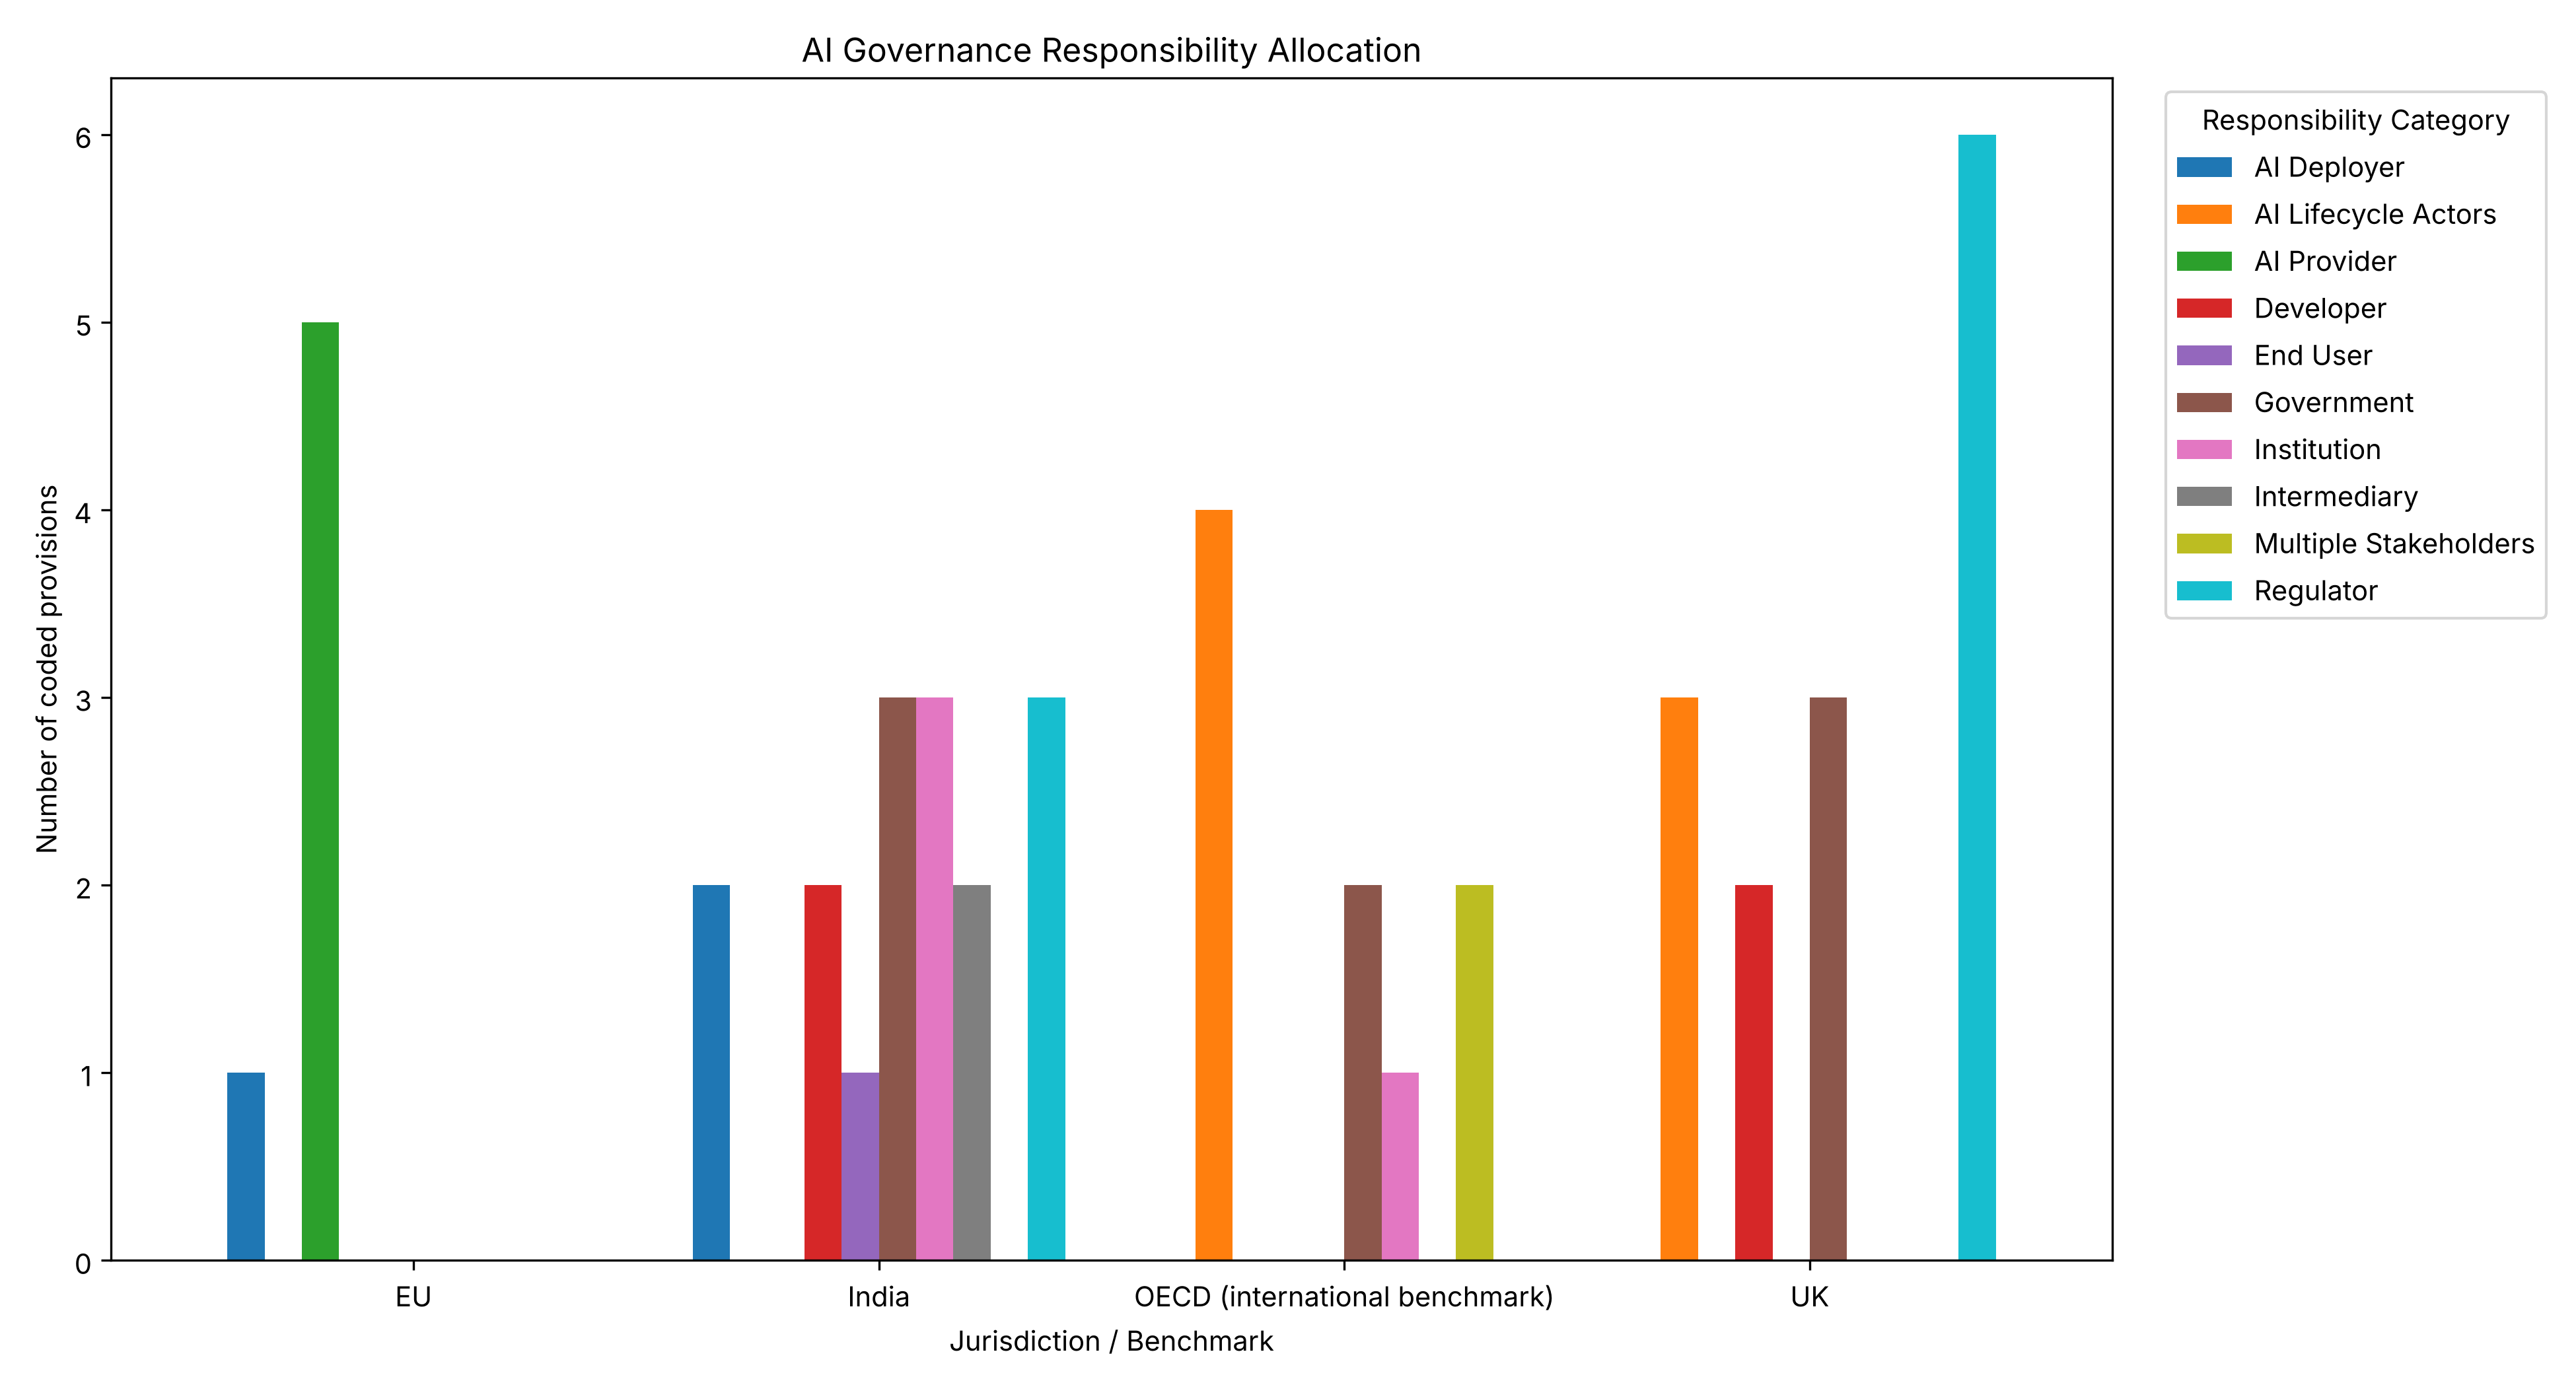 AI Governance Responsibility Allocation
Number of coded provisions
6
5
4
3
2
1
0
EU
India
OECD (international benchmark)
UK
Jurisdiction / Benchmark
Responsibility Category
AI Deployer
AI Lifecycle Actors
AI Provider
Developer
End User
Government
Institution
Intermediary
Multiple Stakeholders
Regulator